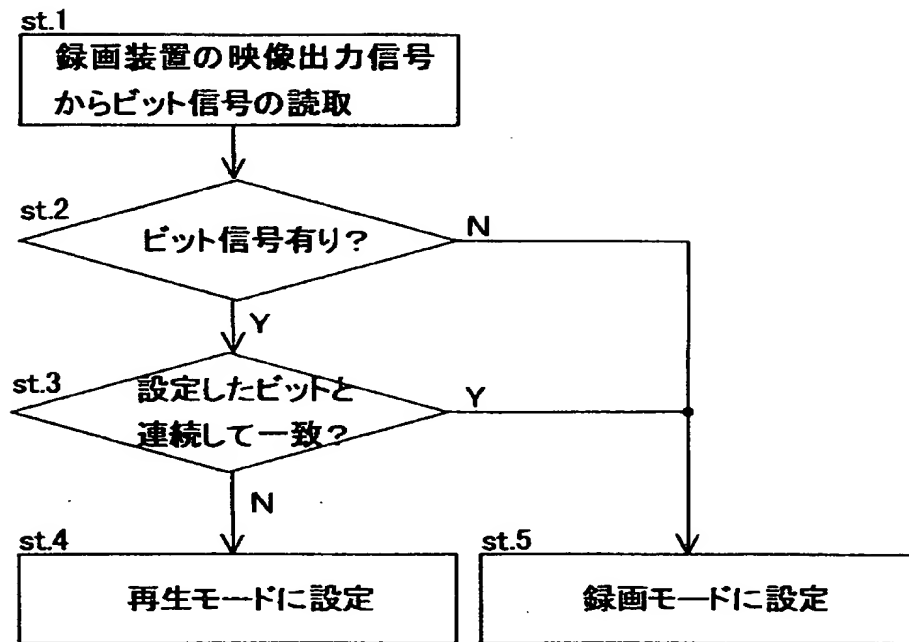 st.1
録画装置の映像出力信号
からビット信号の読取
st.2
ビット信号有り？
N
Y
st.3
設定したビットと
連続して一致？
Y
N
st.4
再生モードに設定
st.5
録画モードに設定